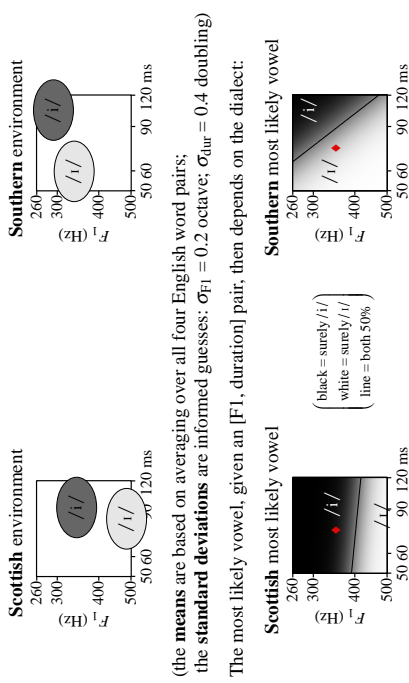 Scottish environment
Southern environment
260
300
400
500
F1 (Hz)
/i/
/ɪ/
50 60 90 120 ms
260
300
400
500
F1 (Hz)
/i/
/ɪ/
50 60 90 120 ms
(the means are based on averaging over all four English word pairs;
the standard deviations are informed guesses: σF1 = 0.2 octave; σdur = 0.4 doubling)
The most likely vowel, given an [F1, duration] pair, then depends on the dialect:
Scottish most likely vowel
Southern most likely vowel
260
300
400
500
F1 (Hz)
/i/
/ɪ/
50 60 90 120 ms
black = surely /i/
white = surely /ɪ/
line = both 50%
260
300
400
500
F1 (Hz)
/i/
/ɪ/
50 60 90 120 ms